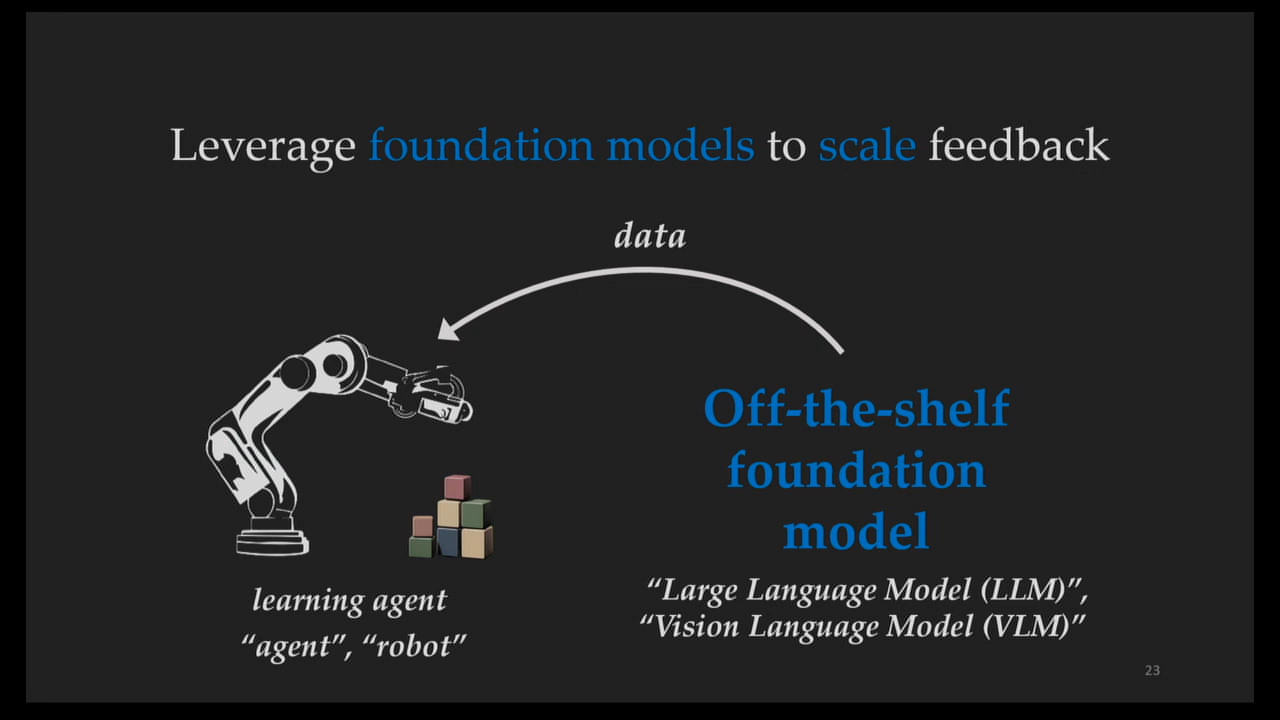 Leverage foundation models to scale feedback
data
Off-the-shelf
foundation
model
learning agent
“agent”, “robot”
“Large Language Model (LLM)”,
“Vision Language Model (VLM)”
23